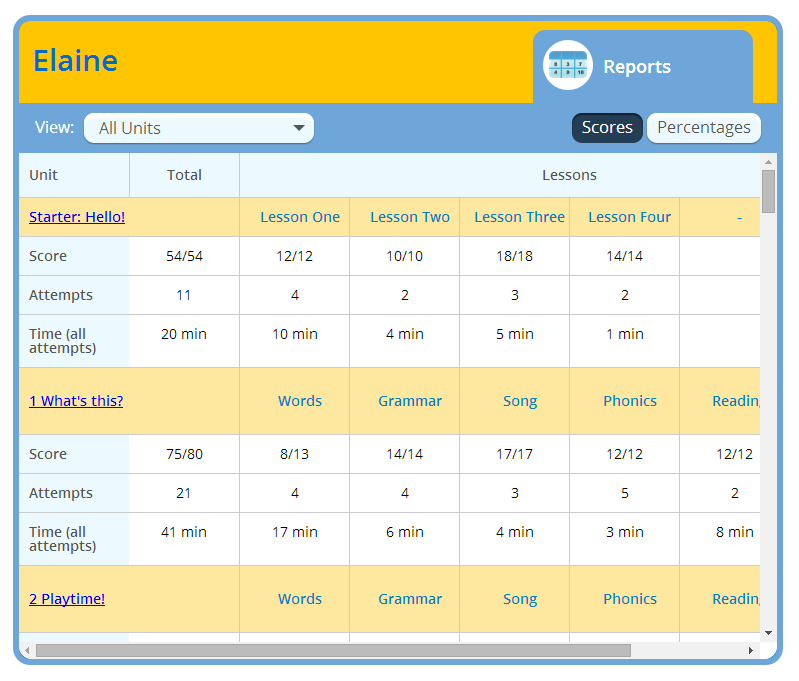 Elaine
Reports
View: All Units Scores Percentages
Unit Total Lessons
Starter: Hello! Lesson One Lesson Two Lesson Three Lesson Four -
Score 54/54 12/12 10/10 18/18 14/14
Attempts 11 4 2 3 2
Time (all attempts) 20 min 10 min 4 min 5 min 1 min
1 What's this? Words Grammar Song Phonics Readin
Score 75/80 8/13 14/14 17/17 12/12 12/12
Attempts 21 4 4 3 5 2
Time (all attempts) 41 min 17 min 6 min 4 min 3 min 8 min
2 Playtime! Words Grammar Song Phonics Readin